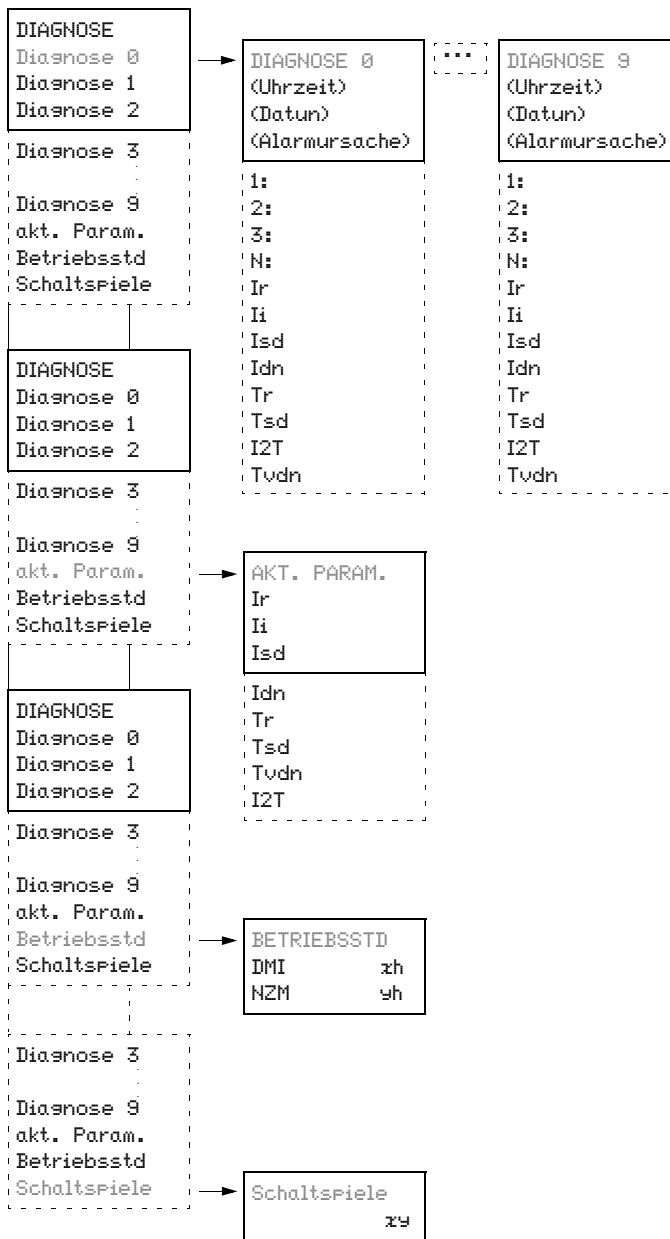 DIAGNOSE
Diagnose 0
Diagnose 1
Diagnose 2
Diagnose 3
.
Diagnose 9
akt. Param.
Betriebsstd
Schaltspiele
DIAGNOSE 0
(Uhrzeit)
(Datun)
(Alarmursache)
1:
2:
3:
N:
Ir
Ii
Isd
Idn
Tr
Tsd
I2T
Tvdn
...
DIAGNOSE 9
(Uhrzeit)
(Datun)
(Alarmursache)
1:
2:
3:
N:
Ir
Ii
Isd
Idn
Tr
Tsd
I2T
Tvdn
DIAGNOSE
Diagnose 0
Diagnose 1
Diagnose 2
Diagnose 3
.
Diagnose 9
akt. Param.
Betriebsstd
Schaltspiele
AKT. PARAM.
Ir
Ii
Isd
Idn
Tr
Tsd
Tvdn
I2T
DIAGNOSE
Diagnose 0
Diagnose 1
Diagnose 2
Diagnose 3
.
Diagnose 9
akt. Param.
Betriebsstd
Schaltspiele
BETRIEBSSTD
DMI xh
NZM yh
Diagnose 3
.
Diagnose 9
akt. Param.
Betriebsstd
Schaltspiele
Schaltspiele
xy